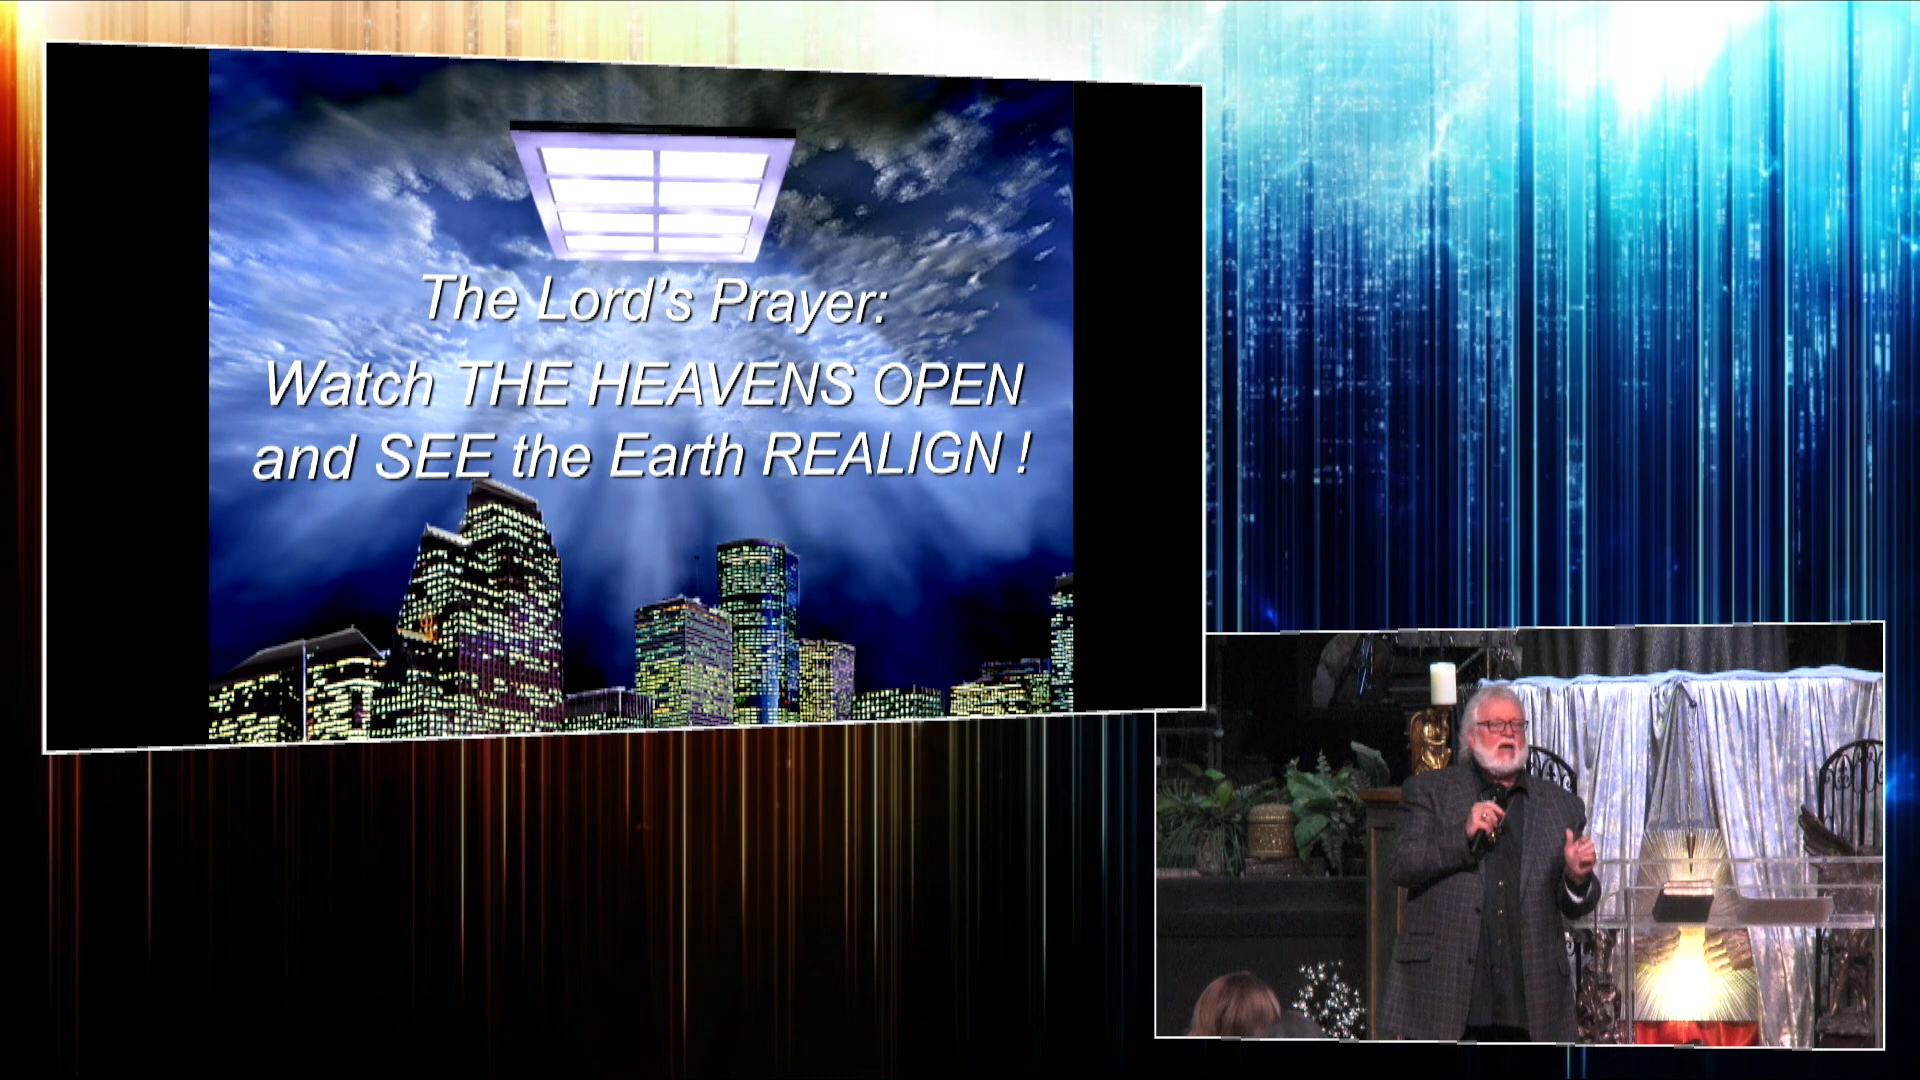 The Lord's Prayer:
Watch THE HEAVENS OPEN
and SEE the Earth REALIGN !